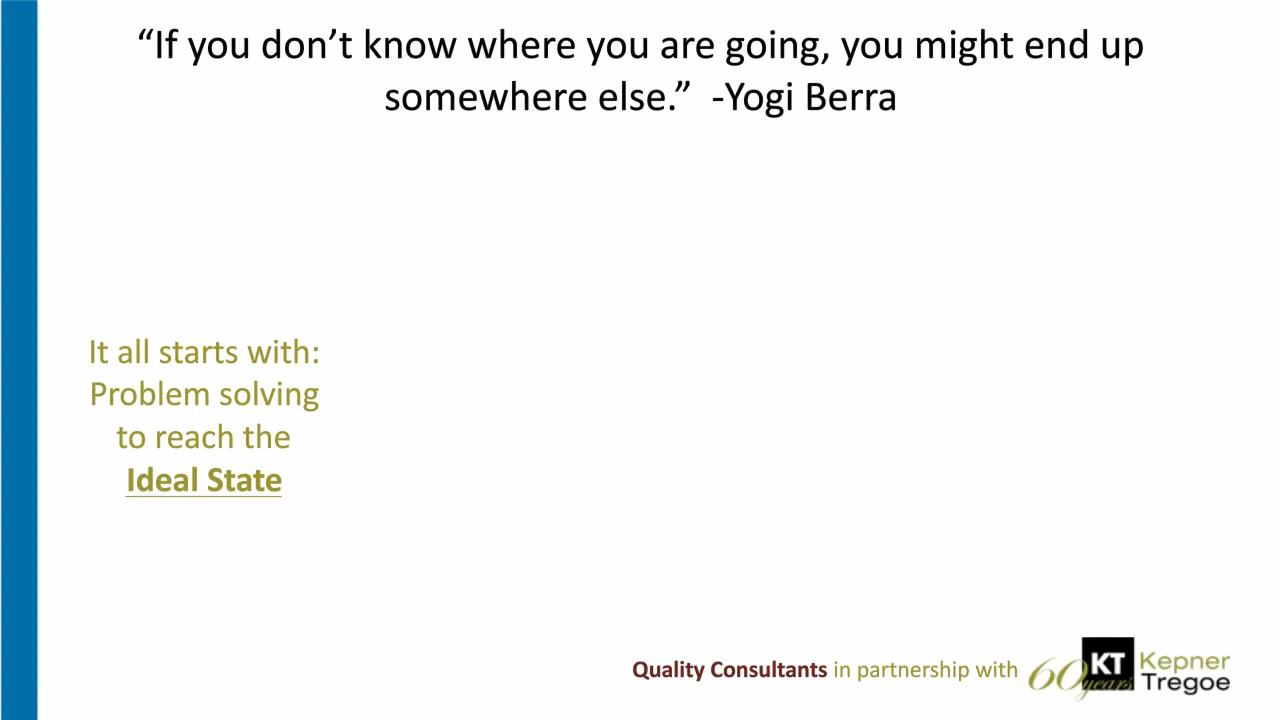 “If you don’t know where you are going, you might end up
somewhere else.”  -Yogi Berra
It all starts with:
Problem solving
to reach the
Ideal State
Quality Consultants in partnership with
60 years
KT
Kepner
Tregoe